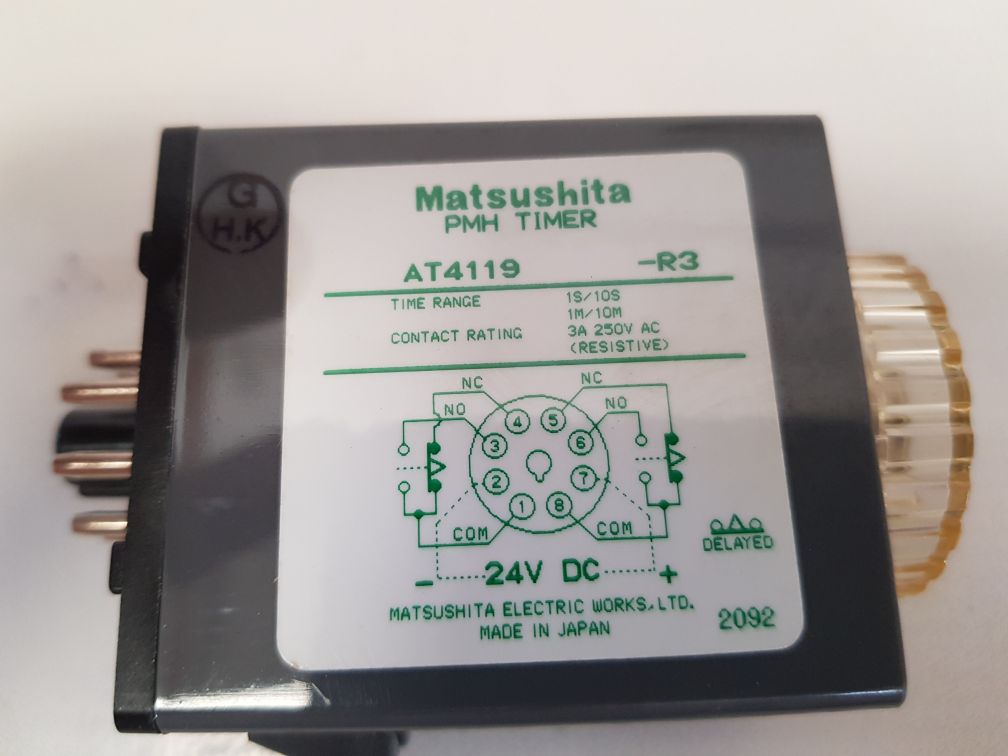 G
H.K
Matsushita
PMH TIMER
AT4119 -R3
TIME RANGE 1S/10S
1M/10M
CONTACT RATING 3A 250V AC
(RESISTIVE)
NC NC
NO NO
4 5
3 6
2 7
1 8
COM COM
DELAYED
- 24V DC +
MATSUSHITA ELECTRIC WORKS,LTD.
MADE IN JAPAN
2092